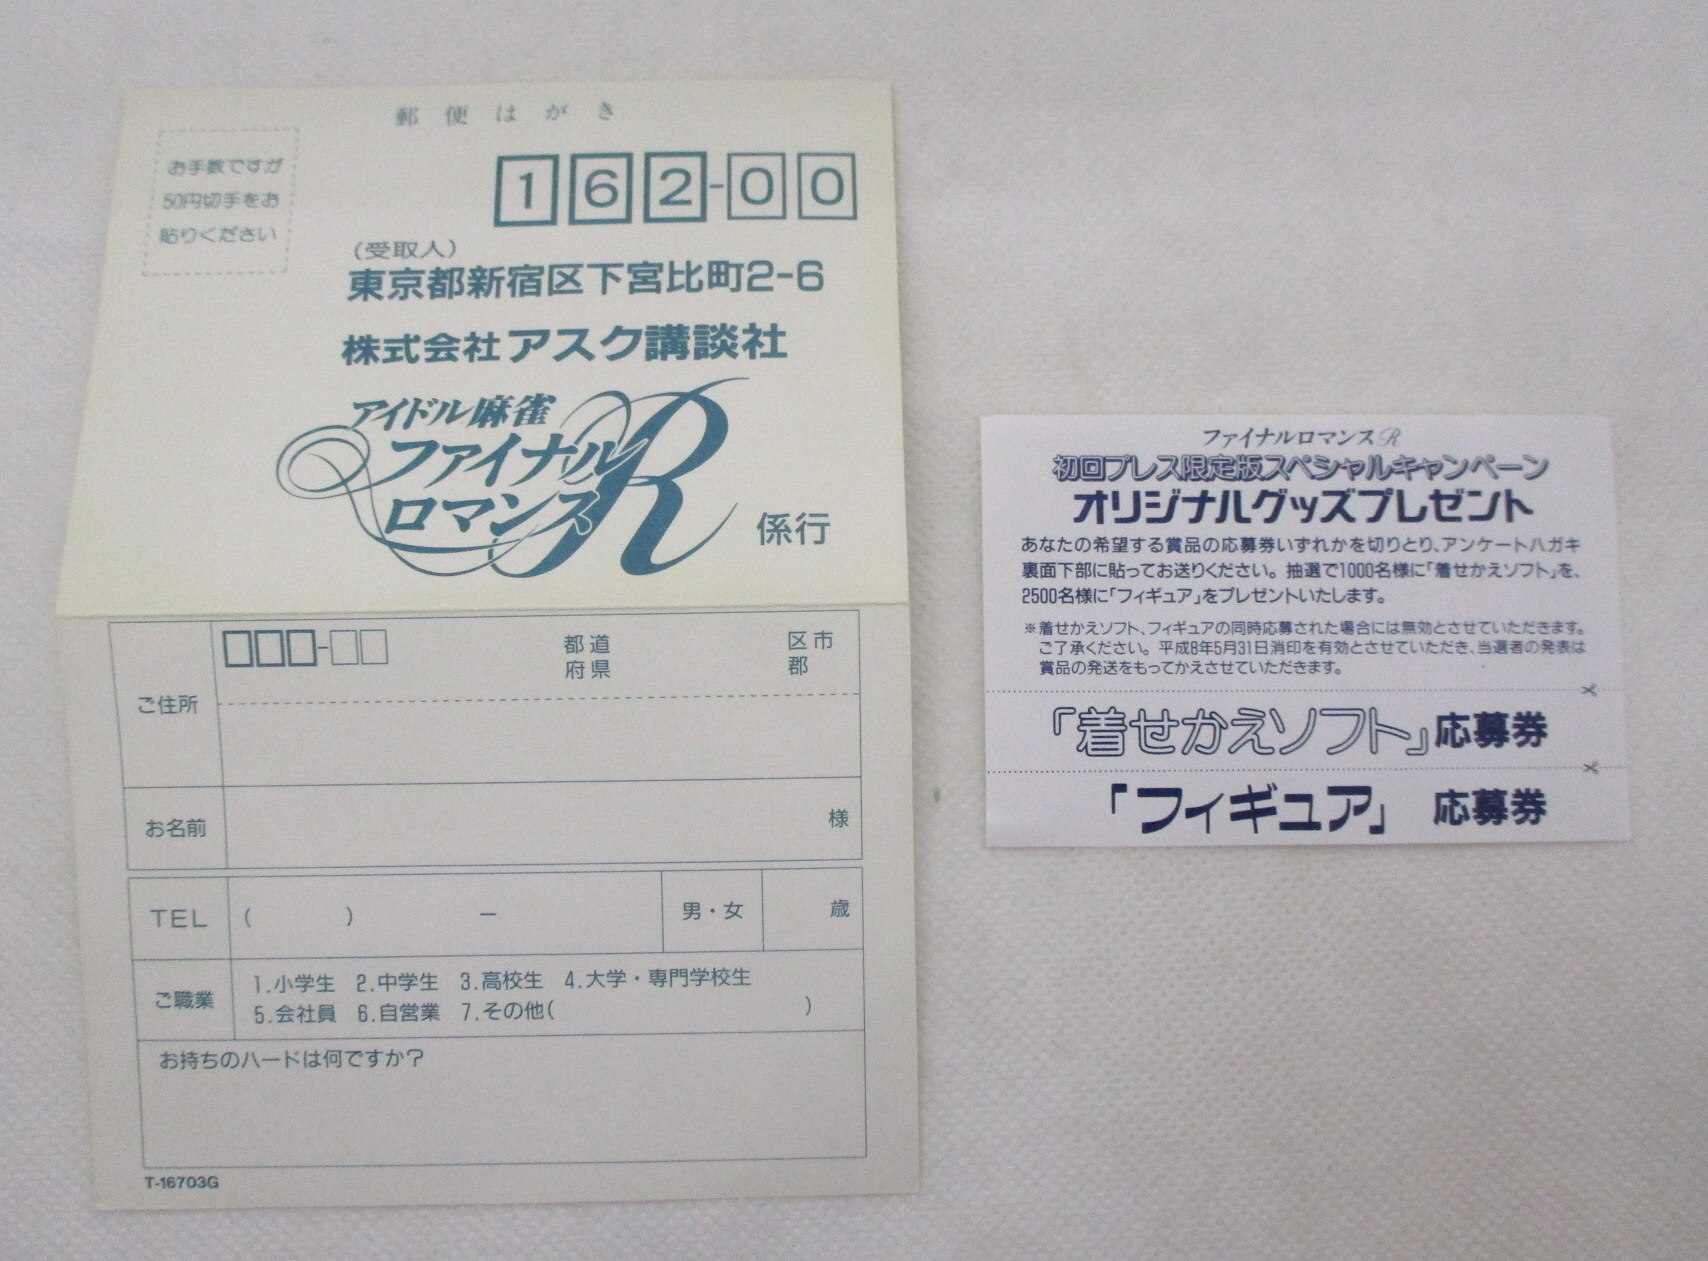 郵便はがき
お手数ですが
50円切手をお
貼りください
162-00
(受取人)
東京都新宿区下宮比町2-6
株式会社アスク講談社
アイドル麻雀
ファイナル
ロマンスR
係行
ご住所
都道
府県
区市
郡
お名前
様
TEL ( ) － 男・女 歳
ご職業
1.小学生 2.中学生 3.高校生 4.大学・専門学校生
5.会社員 6.自営業 7.その他( )
お持ちのハードは何ですか?
T-16703G
ファイナルロマンスR
初回プレス限定版スペシャルキャンペーン
オリジナルグッズプレゼント
あなたの希望する賞品の応募券いずれかを切りとり、アンケートハガキ
裏面下部に貼ってお送りください。抽選で1000名様に「着せかえソフト」を、
2500名様に「フィギュア」をプレゼントいたします。
※着せかえソフト、フィギュアの同時応募された場合には無効とさせていただきます。
ご了承ください。平成8年5月31日消印を有効とさせていただき、当選者の発表は
賞品の発送をもってかえさせていただきます。
「着せかえソフト」応募券
「フィギュア」 応募券